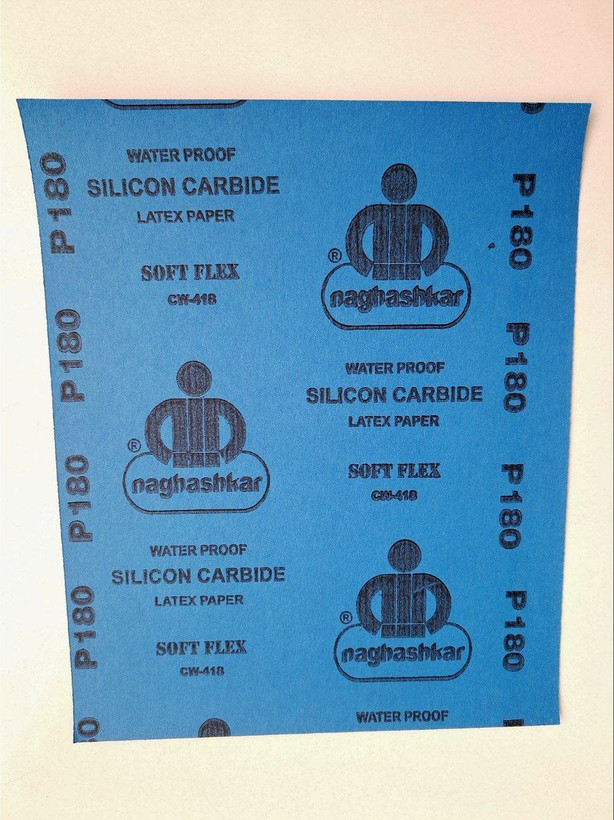 WATER PROOF
SILICON CARBIDE
LATEX PAPER
SOFT FLEX
CW-418
®
naghashkar
WATER PROOF
SILICON CARBIDE
LATEX PAPER
SOFT FLEX
CW-418
®
naghashkar
WATER PROOF
SILICON CARBIDE
LATEX PAPER
SOFT FLEX
CW-418
®
naghashkar
WATER PROOF
P180
P180
P180
P180
P180
P180
P180
P180